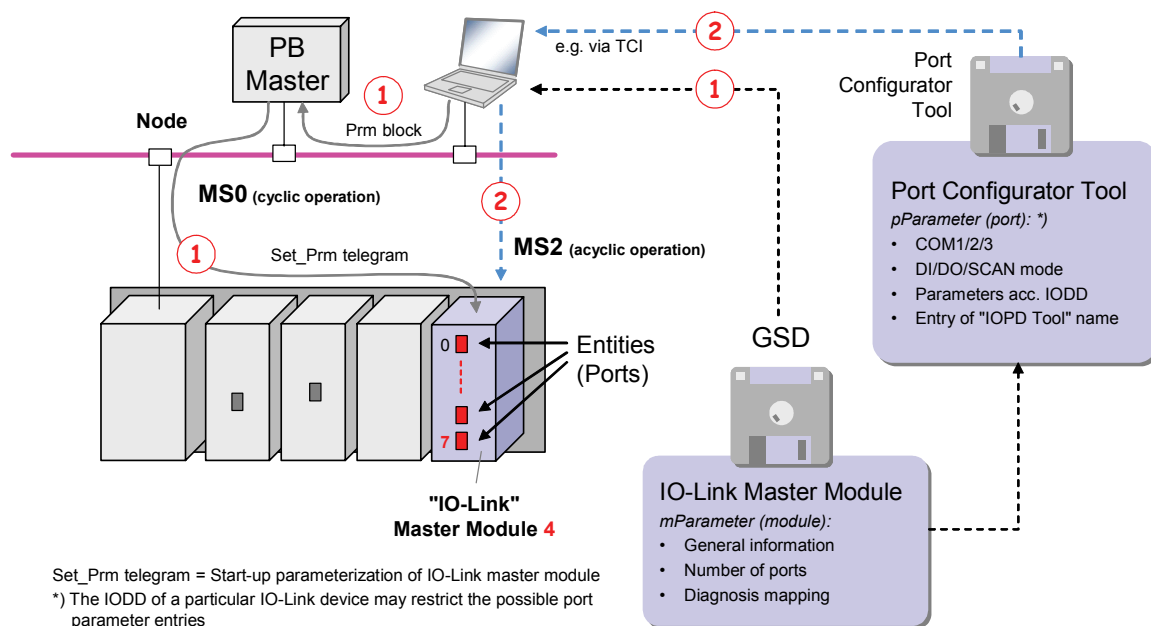 PB
Master
1
Prm block
e.g. via TCI
2
1
Port
Configurator
Tool
Node
MS0 (cyclic operation)
2
MS2 (acyclic operation)
1
Set_Prm telegram
Port Configurator Tool
pParameter (port): *)
• COM1/2/3
• DI/DO/SCAN mode
• Parameters acc. IODD
• Entry of "IOPD Tool" name
0
7
Entities
(Ports)
GSD
"IO-Link"
Master Module 4
IO-Link Master Module
mParameter (module):
• General information
• Number of ports
• Diagnosis mapping
Set_Prm telegram = Start-up parameterization of IO-Link master module
*) The IODD of a particular IO-Link device may restrict the possible port
parameter entries